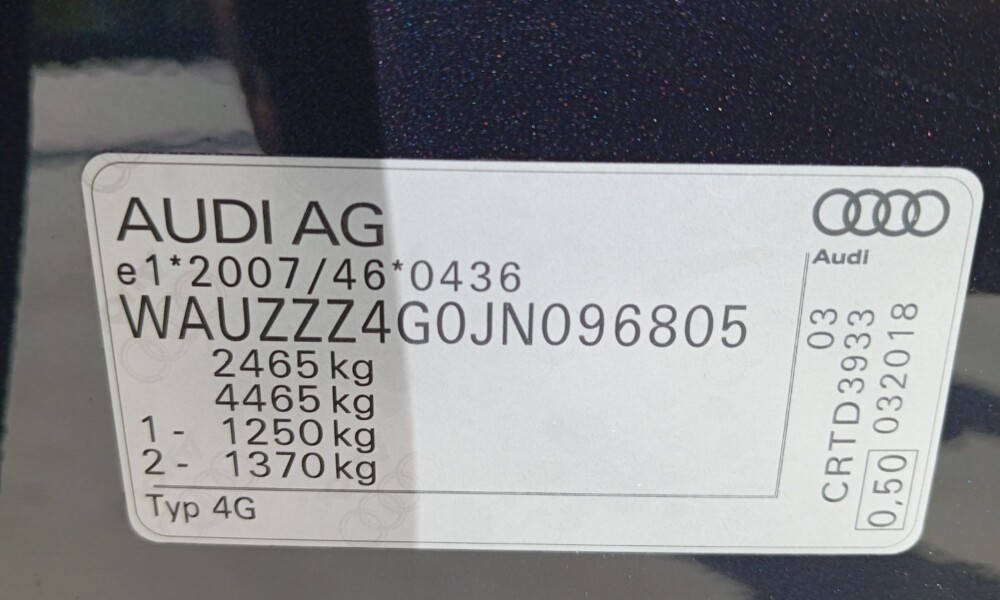 AUDI AG
e1*2007/46*0436
WAUZZZ4G0JN096805
2465 kg
4465 kg
1 - 1250 kg
2 - 1370 kg
Typ 4G
Audi
03
CRTD3933
0,50 032018